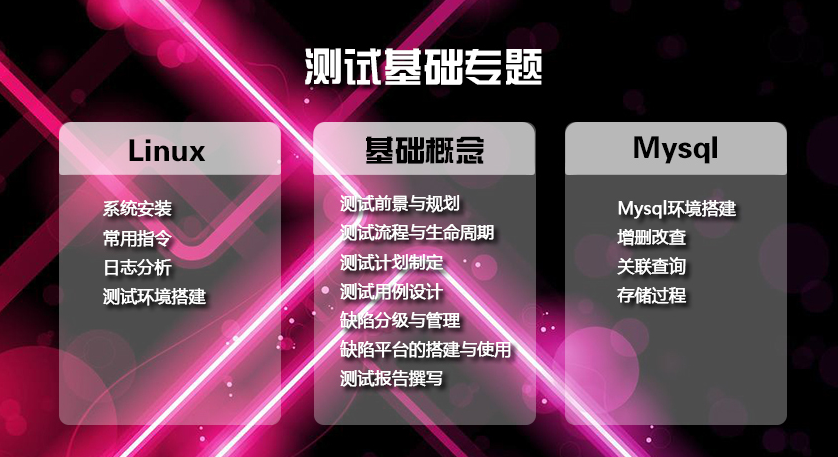 测试基础专题
Linux
系统安装
常用指令
日志分析
测试环境搭建
基础概念
测试前景与规划
测试流程与生命周期
测试计划制定
测试用例设计
缺陷分级与管理
缺陷平台的搭建与使用
测试报告撰写
Mysql
Mysql环境搭建
增删改查
关联查询
存储过程